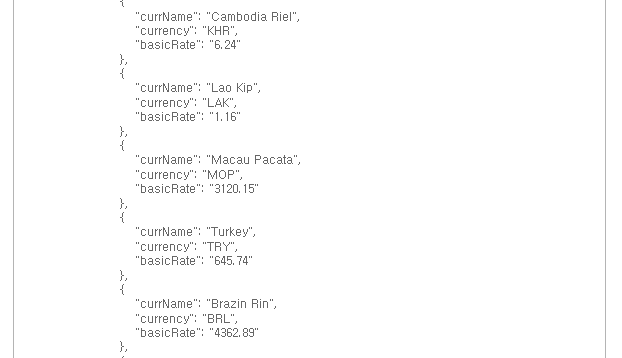 {
"currName": "Cambodia Riel",
"currency": "KHR",
"basicRate": "6.24"
},
{
"currName": "Lao Kip",
"currency": "LAK",
"basicRate": "1.16"
},
{
"currName": "Macau Pacata",
"currency": "MOP",
"basicRate": "3120.15"
},
{
"currName": "Turkey",
"currency": "TRY",
"basicRate": "645.74"
},
{
"currName": "Brazin Rin",
"currency": "BRL",
"basicRate": "4362.89"
},
{